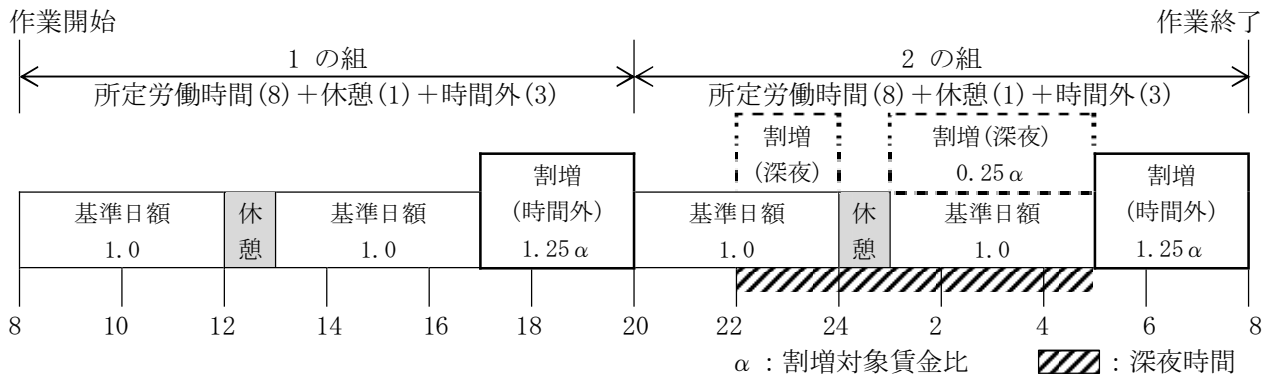 作業開始 作業終了
1 の組 2 の組
所定労働時間(8)＋休憩(1)＋時間外(3) 所定労働時間(8)＋休憩(1)＋時間外(3)
割増 割増(深夜)
(深夜) 0.25α
割増 割増
(時間外) (時間外)
1.25α 1.25α
基準日額 休 基準日額 基準日額 休 基準日額
1.0 憩 1.0 1.0 憩 1.0
8 10 12 14 16 18 20 22 24 2 4 6 8
α：割増対象賃金比 ：深夜時間